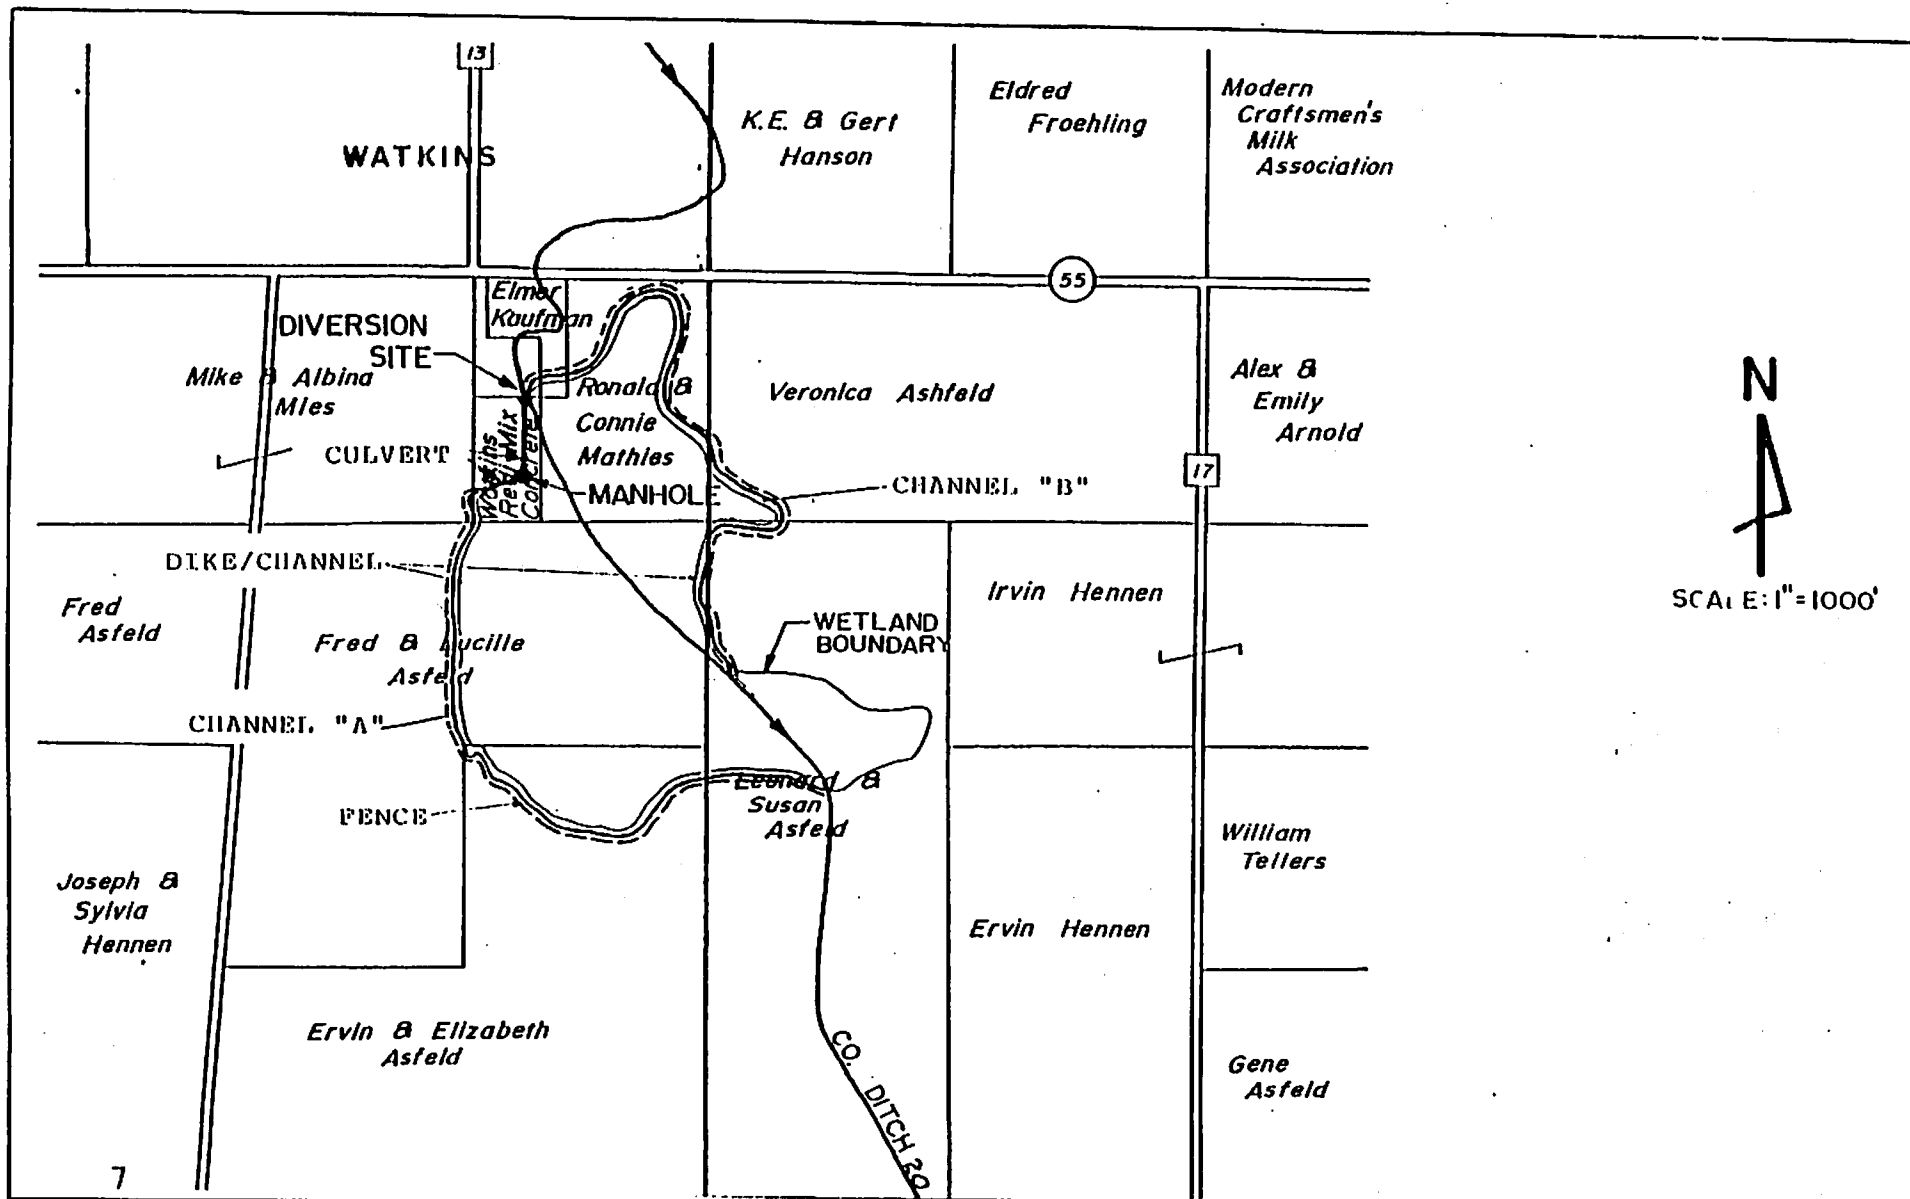 13
WATKINS
K.E. & Gert
Hanson
Eldred
Froehling
Modern
Craftsmen's
Milk
Association
55
Elmer
Kaufman
DIVERSION
SITE
Mike & Albina
Mies
Ronald &
Connie
Mathies
Veronica Ashfeld
Alex &
Emily
Arnold
N
SCALE: 1"=1000'
17
CULVERT
Watkins
Redi-Mix
Concrete
MANHOLE
CHANNEL "B"
DIKE/CHANNEL
Fred
Asfeld
Fred & Lucille
Asfeld
WETLAND
BOUNDARY
Irvin Hennen
CHANNEL "A"
FENCE
Leonard &
Susan
Asfeld
William
Tellers
Joseph &
Sylvia
Hennen
Ervin Hennen
Ervin & Elizabeth
Asfeld
CO. DITCH 20
Gene
Asfeld
7